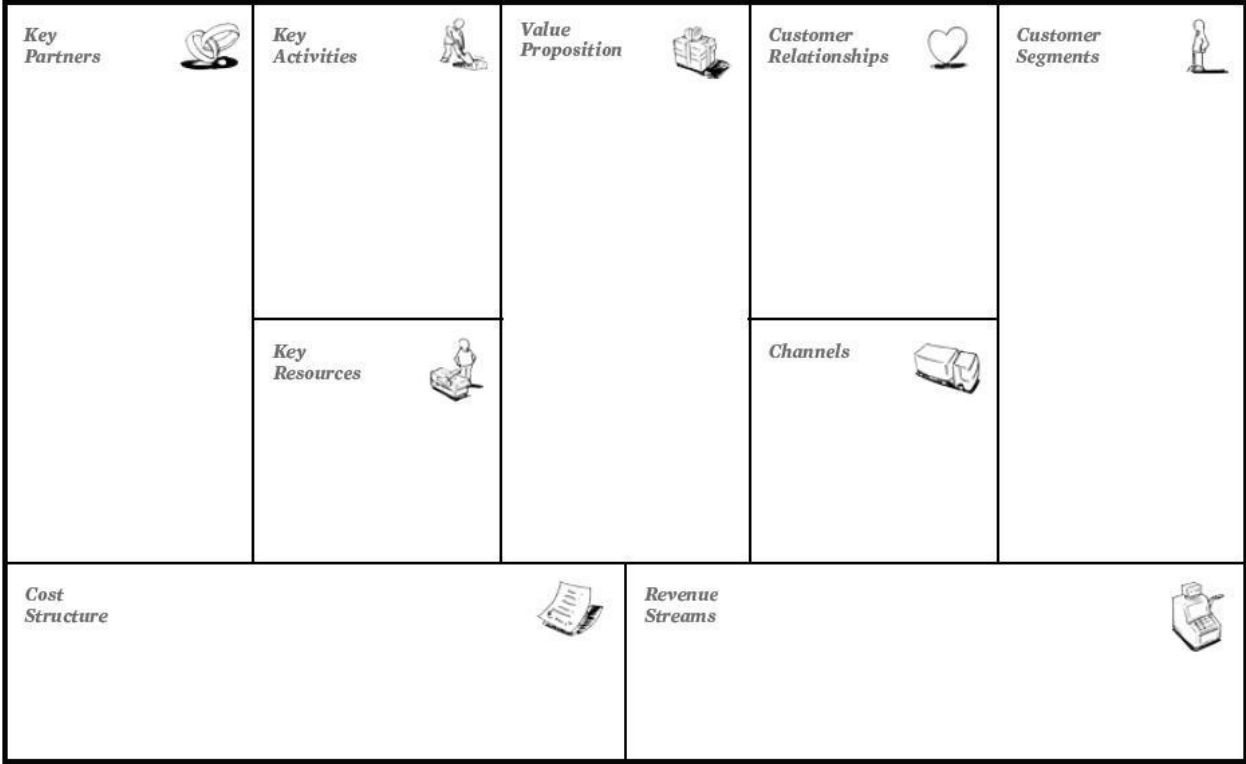 Key
Partners
Key
Activities
Value
Proposition
Customer
Relationships
Customer
Segments
Key
Resources
Channels
Cost
Structure
Revenue
Streams